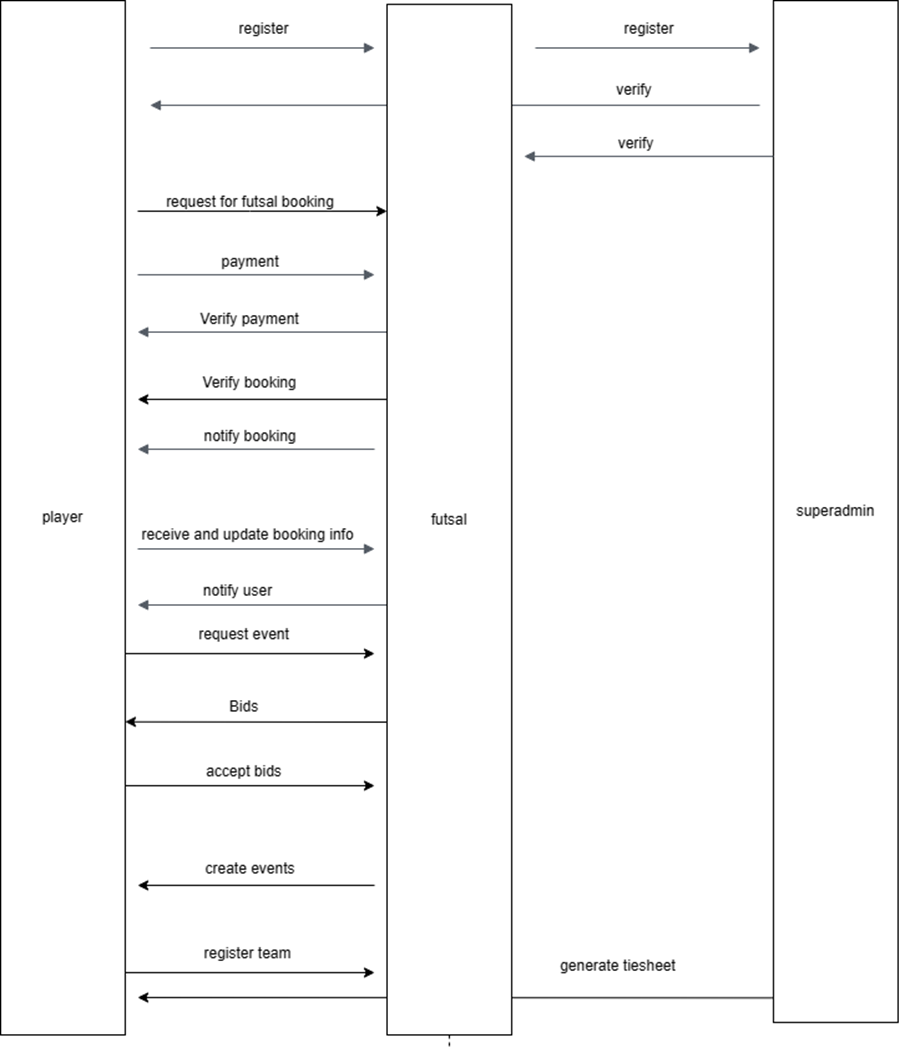 register
register
verify
verify
request for futsal booking
payment
Verify payment
Verify booking
notify booking
player
futsal
superadmin
receive and update booking info
notify user
request event
Bids
accept bids
create events
register team
generate tiesheet